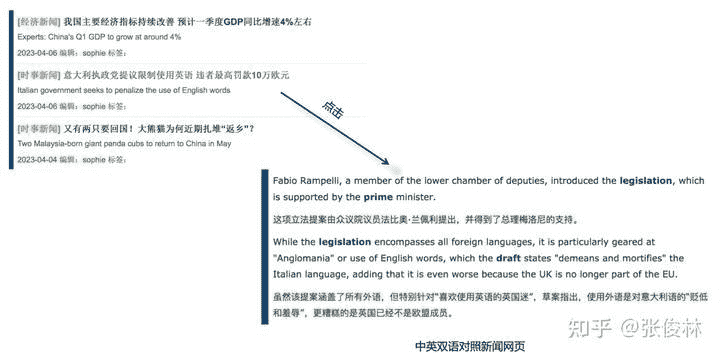 [经济新闻] 我国主要经济指标持续改善 预计一季度GDP同比增速4%左右
Experts: China's Q1 GDP to grow at around 4%
2023-04-06 编辑：sophie 标签：
[时事新闻] 意大利执政党提议限制使用英语 违者最高罚款10万欧元
Italian government seeks to penalize the use of English words
2023-04-06 编辑：sophie 标签：
[时事新闻] 又有两只要回国！大熊猫为何近期扎堆“返乡”？
Two Malaysia-born giant panda cubs to return to China in May
2023-04-04 编辑：sophie 标签：
点击
Fabio Rampelli, a member of the lower chamber of deputies, introduced the legislation, which
is supported by the prime minister.
这项立法提案由众议院议员法比奥·兰佩利提出，并得到了总理梅洛尼的支持。
While the legislation encompasses all foreign languages, it is particularly geared at
"Anglomania" or use of English words, which the draft states "demeans and mortifies" the
Italian language, adding that it is even worse because the UK is no longer part of the EU.
虽然该提案涵盖了所有外语，但特别针对“喜欢使用英语的英国迷”，草案指出，使用外语是对意大利语的“贬低
和羞辱”，更糟糕的是英国已经不是欧盟成员。
知乎 @张俊林
中英双语对照新闻网页